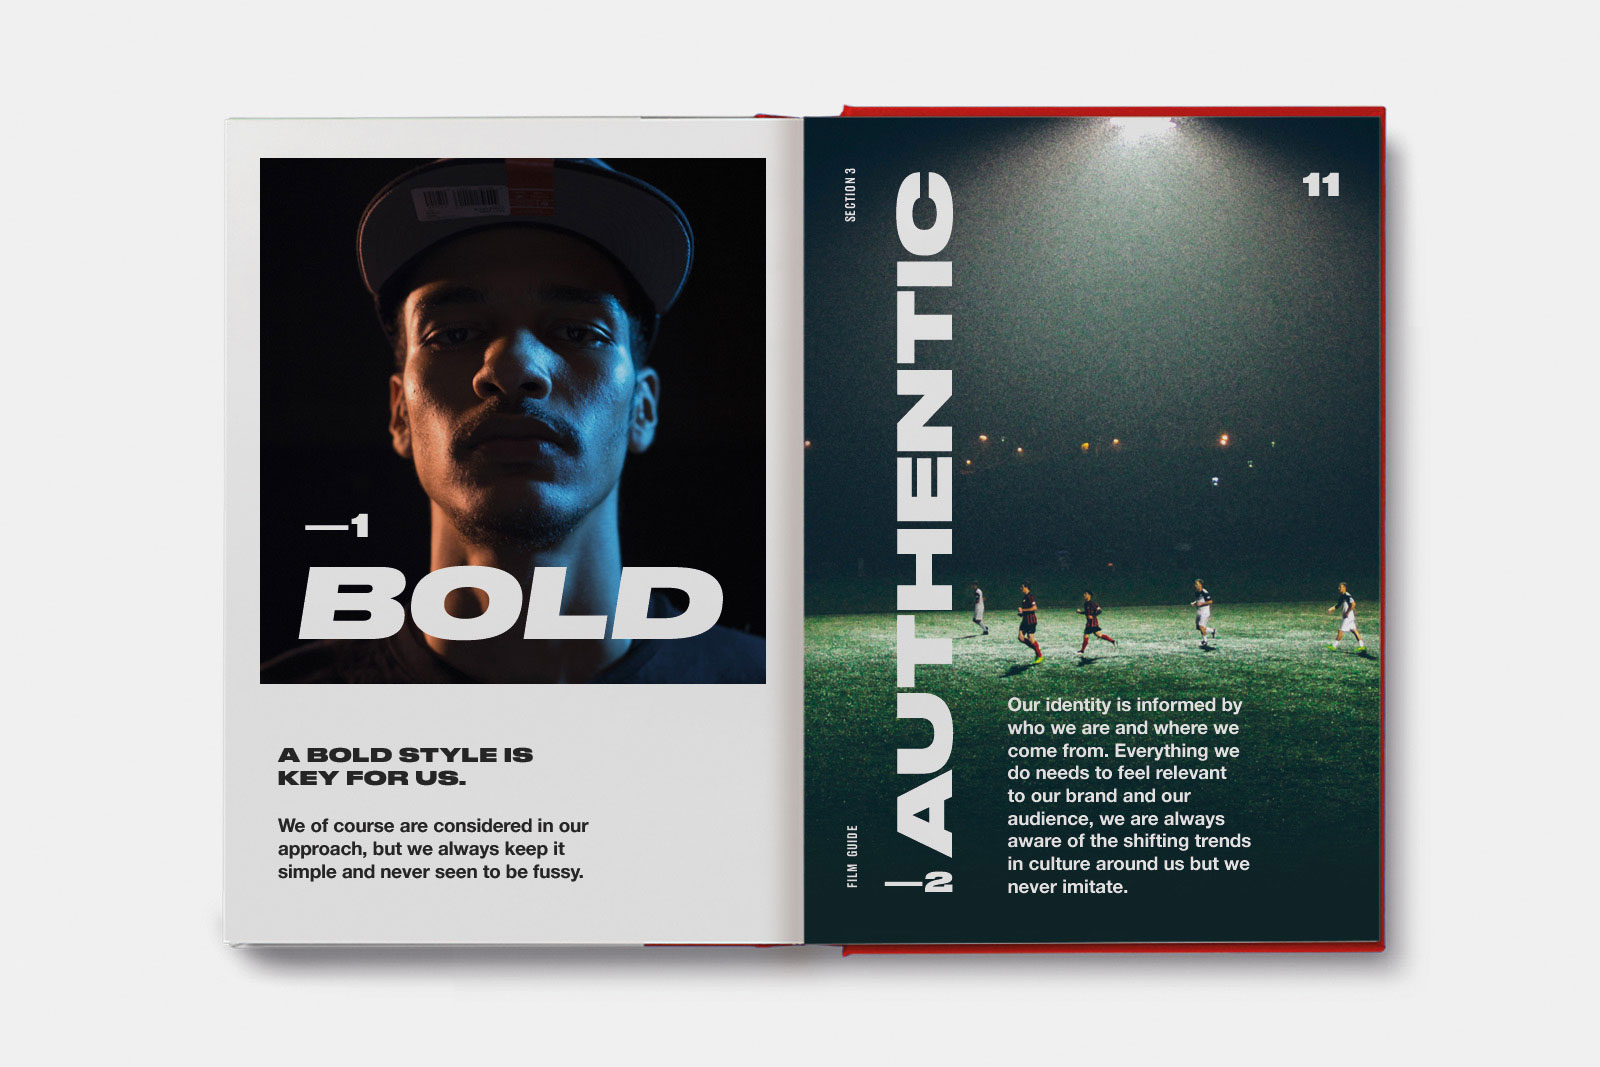 —1
BOLD
A BOLD STYLE IS
KEY FOR US.
We of course are considered in our
approach, but we always keep it
simple and never seen to be fussy.
SECTION 3
11
—2 AUTHENTIC
FILM GUIDE
Our identity is informed by
who we are and where we
come from. Everything we
do needs to feel relevant
to our brand and our
audience, we are always
aware of the shifting trends
in culture around us but we
never imitate.